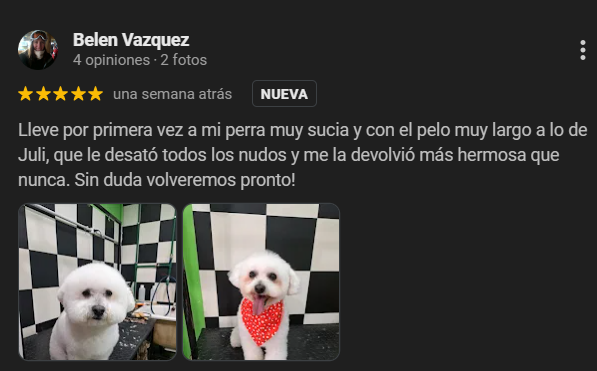 Belen Vazquez
4 opiniones · 2 fotos
una semana atrás NUEVA
Lleve por primera vez a mi perra muy sucia y con el pelo muy largo a lo de
Juli, que le desató todos los nudos y me la devolvió más hermosa que
nunca. Sin duda volveremos pronto!